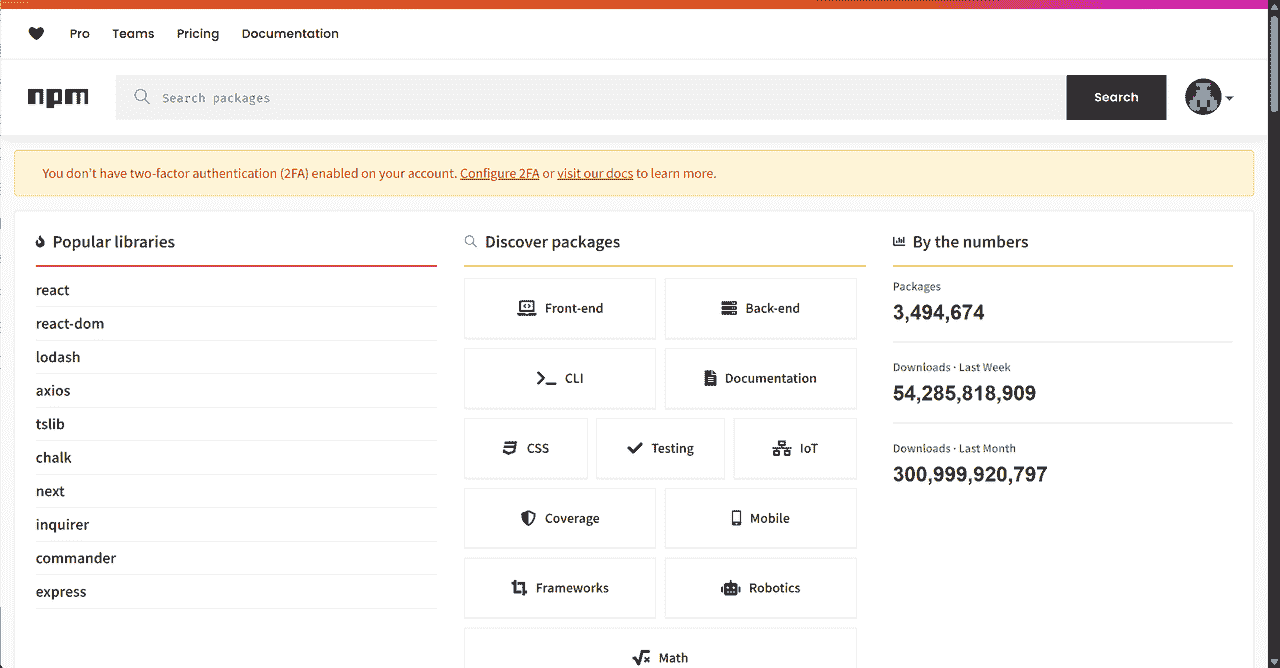 Pro Teams Pricing Documentation
npm Search packages Search
You don't have two-factor authentication (2FA) enabled on your account. Configure 2FA or visit our docs to learn more.
Popular libraries
react
react-dom
lodash
axios
tslib
chalk
next
inquirer
commander
express
Discover packages
Front-end Back-end
CLI Documentation
CSS Testing IoT
Coverage Mobile
Frameworks Robotics
Math
By the numbers
Packages
3,494,674
Downloads · Last Week
54,285,818,909
Downloads · Last Month
300,999,920,797